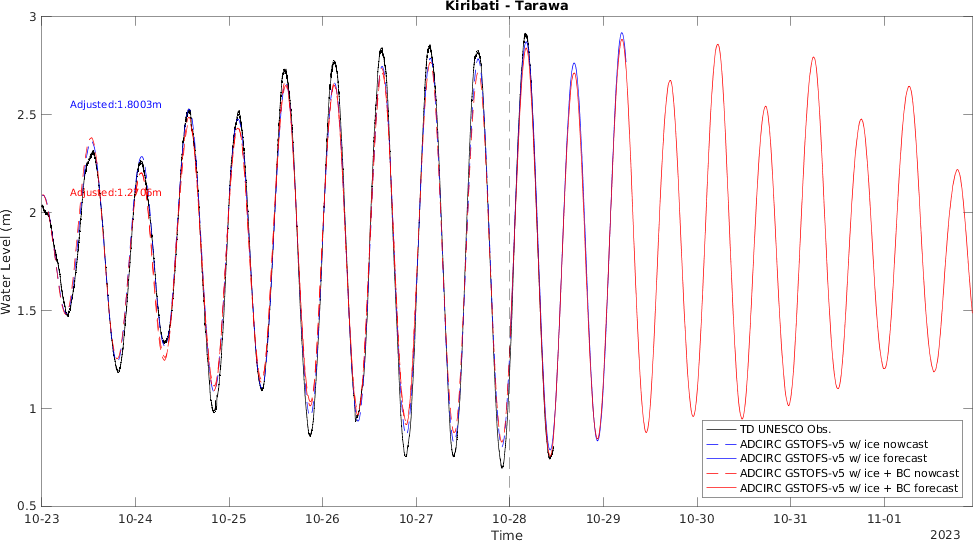 Kiribati - Tarawa
3
2.5
2
1.5
1
0.5
Water Level (m)
Adjusted:1.8003m
Adjusted:1.2705m
TD UNESCO Obs.
ADCIRC GSTOFS-v5 w/ ice nowcast
ADCIRC GSTOFS-v5 w/ ice forecast
ADCIRC GSTOFS-v5 w/ ice + BC nowcast
ADCIRC GSTOFS-v5 w/ ice + BC forecast
10-23 10-24 10-25 10-26 10-27 10-28 10-29 10-30 10-31 11-01
Time
2023